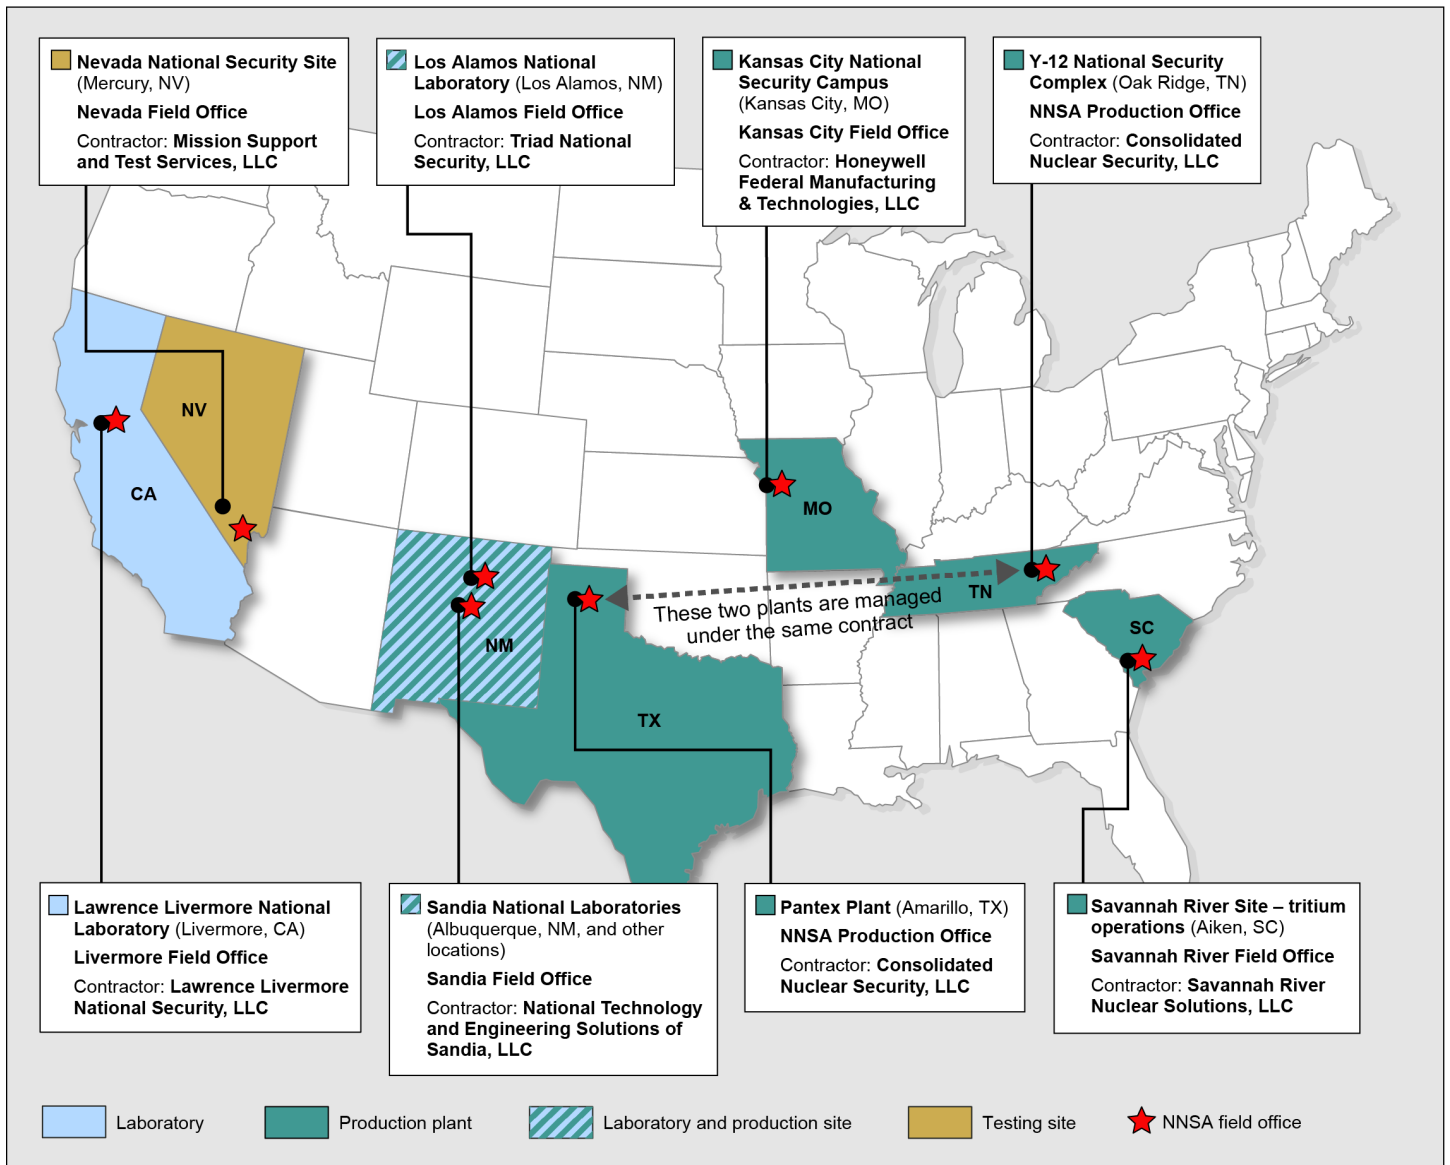 Nevada National Security Site
(Mercury, NV)
Nevada Field Office
Contractor: Mission Support
and Test Services, LLC
Los Alamos National
Laboratory (Los Alamos, NM)
Los Alamos Field Office
Contractor: Triad National
Security, LLC
Kansas City National
Security Campus
(Kansas City, MO)
Kansas City Field Office
Contractor: Honeywell
Federal Manufacturing
& Technologies, LLC
Y-12 National Security
Complex (Oak Ridge, TN)
NNSA Production Office
Contractor: Consolidated
Nuclear Security, LLC
NV
CA
MO
NM
TX
TN
SC
These two plants are managed
under the same contract
Lawrence Livermore National
Laboratory (Livermore, CA)
Livermore Field Office
Contractor: Lawrence Livermore
National Security, LLC
Sandia National Laboratories
(Albuquerque, NM, and other
locations)
Sandia Field Office
Contractor: National Technology
and Engineering Solutions of
Sandia, LLC
Pantex Plant (Amarillo, TX)
NNSA Production Office
Contractor: Consolidated
Nuclear Security, LLC
Savannah River Site – tritium
operations (Aiken, SC)
Savannah River Field Office
Contractor: Savannah River
Nuclear Solutions, LLC
Laboratory
Production plant
Laboratory and production site
Testing site
NNSA field office